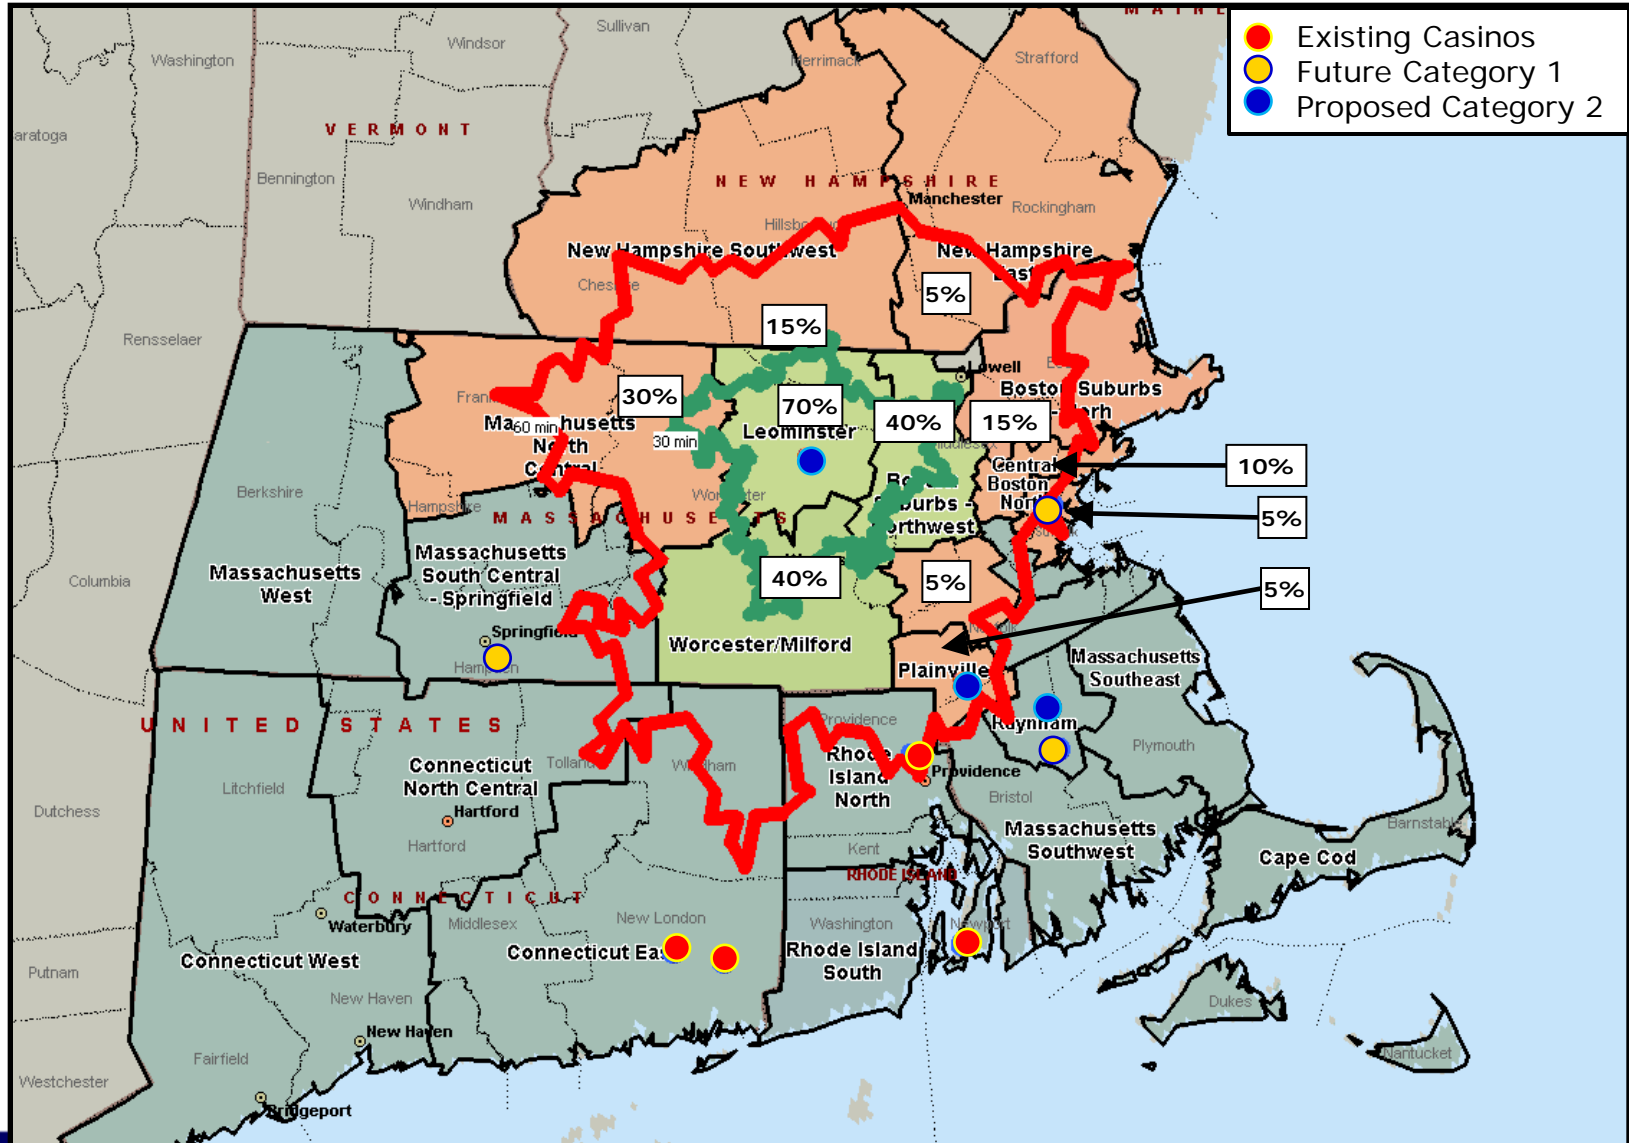 MAINE
Existing Casinos
Future Category 1
Proposed Category 2
Sullivan
Windsor
Washington
Merrimack
Strafford
VERMONT
aratoga
Bennington
Windham
NEW HAMPSHIRE
Manchester
Rockingham
New Hampshire Southwest
New Hampshire
East
5%
15%
Rensselaer
Lowell
Boston Suburbs
30%
70%
40%
15%
Massachusetts
North
Central
60 min
30 min
Leominster
Central
Boston
North
10%
5%
Berkshire
Hampshire
Worcester
MASSACHUSETTS
Suburbs -
Northwest
Massachusetts
South Central
- Springfield
Massachusetts
West
Columbia
40%
5%
5%
Springfield
Hampden
Worcester/Milford
Plainville
Norfolk
Massachusetts
Southeast
Raynham
UNITED STATES
Providence
Plymouth
Connecticut
North Central
Tolland
Windham
Rhode
Island
North
Providence
Litchfield
Hartford
Hartford
Dutchess
Bristol
Massachusetts
Southwest
Kent
Barnstable
Cape Cod
RHODE ISLAND
CONNECTICUT
Waterbury
Middlesex
New London
Washington
Newport
Connecticut West
Connecticut East
Rhode Island
South
Putnam
New Haven
New Haven
Dukes
Fairfield
Nantucket
Westchester
Bridgeport